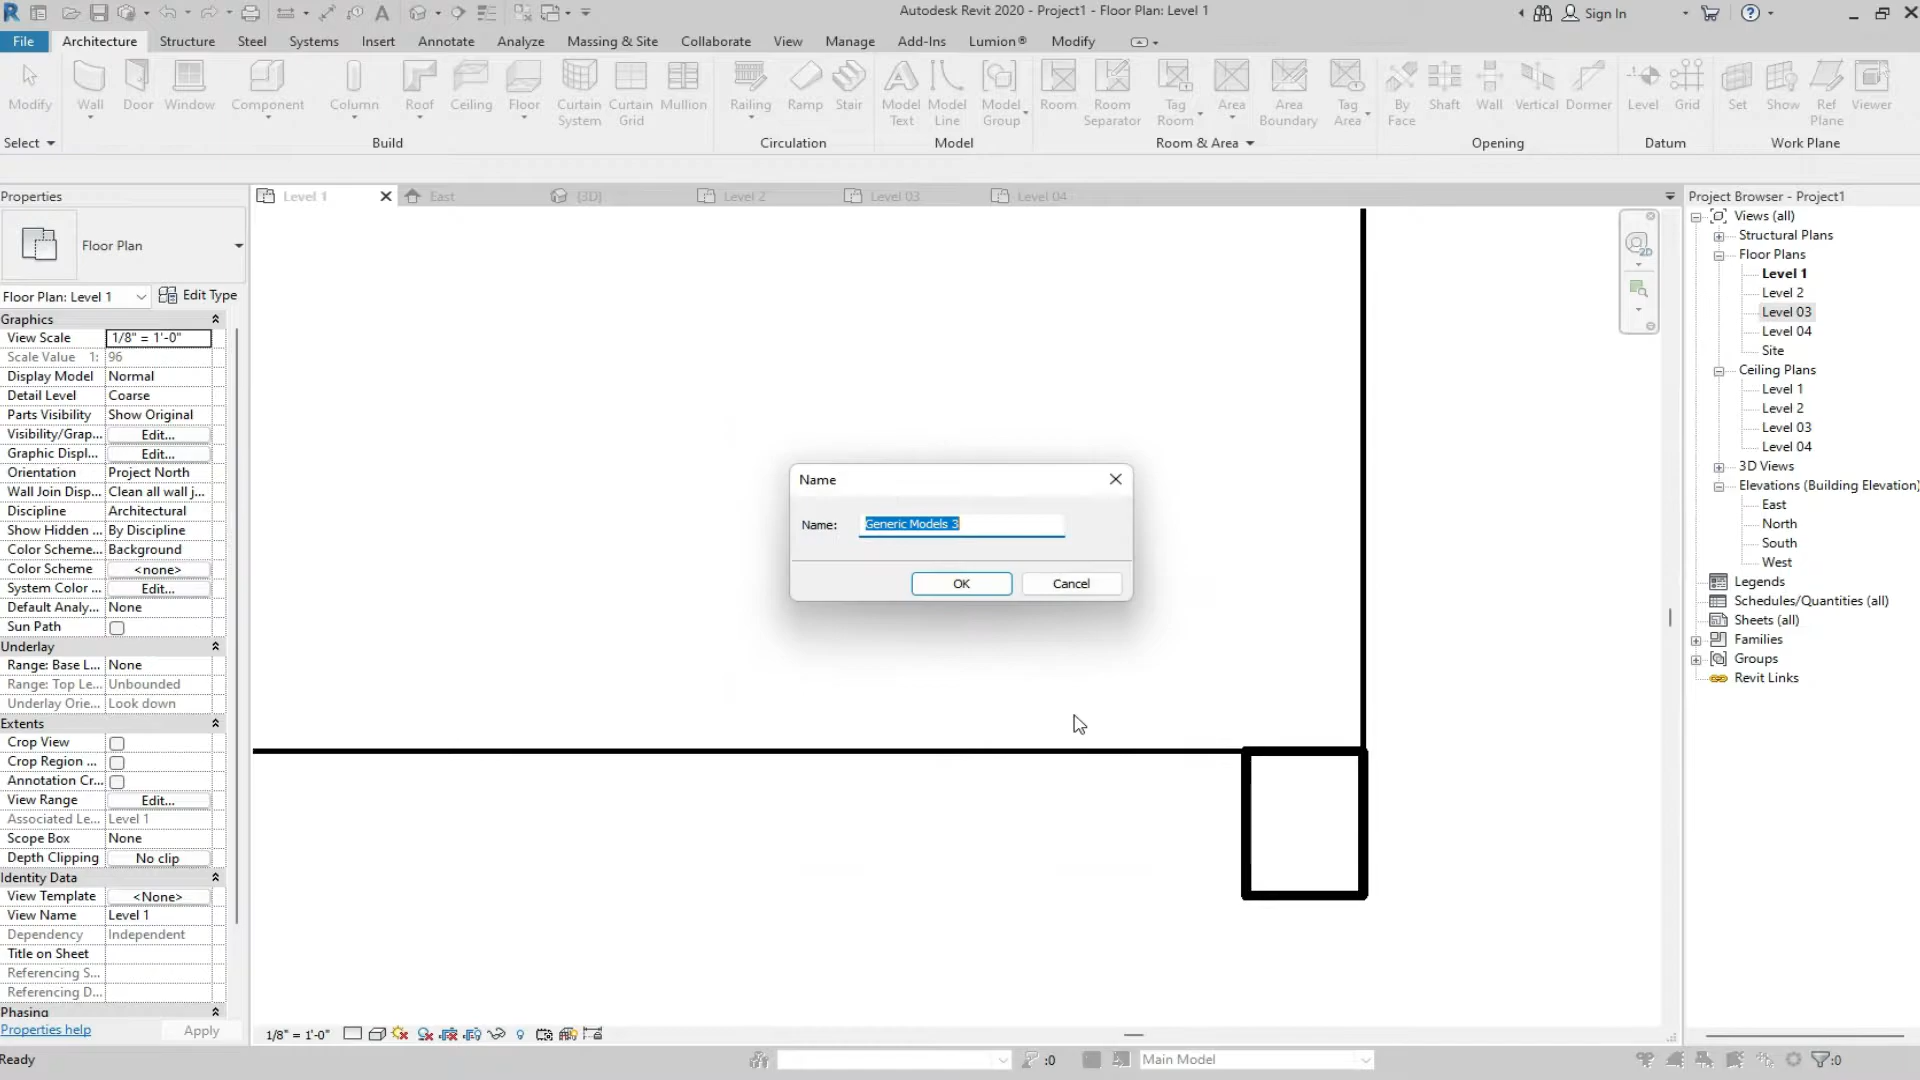 Autodesk Revit 2020 - Project1 - Floor Plan: Level 1
Sign In
File Architecture Structure Steel Systems Insert Annotate Analyze Massing & Site Collaborate View Manage Add-Ins Lumion® Modify
Modify Wall Door Window Component Column Roof Ceiling Floor Curtain System Curtain Grid Mullion Railing Ramp Stair Model Text Model Line Model Group Room Room Separator Tag Room Area Area Boundary Tag Area By Face Shaft Wall Vertical Dormer Level Grid Set Show Ref Plane Viewer
Select Build Circulation Model Room & Area Opening Datum Work Plane
Properties
Level 1 East {3D} Level 2 Level 03 Level 04
Floor Plan
Floor Plan: Level 1 Edit Type
Graphics
View Scale 1/8" = 1'-0"
Scale Value 1: 96
Display Model Normal
Detail Level Coarse
Parts Visibility Show Original
Visibility/Grap... Edit...
Graphic Displ... Edit...
Orientation Project North
Wall Join Disp... Clean all wall j...
Discipline Architectural
Show Hidden ... By Discipline
Color Scheme... Background
Color Scheme <none>
System Color ... Edit...
Default Analy... None
Sun Path
Underlay
Range: Base L... None
Range: Top Le... Unbounded
Underlay Orie... Look down
Extents
Crop View
Crop Region ...
Annotation Cr...
View Range Edit...
Associated Le... Level 1
Scope Box None
Depth Clipping No clip
Identity Data
View Template <None>
View Name Level 1
Dependency Independent
Title on Sheet
Referencing S...
Referencing D...
Phasing
Properties help Apply
Name
Name: Generic Models 3
OK Cancel
2D
Project Browser - Project1
Views (all)
Structural Plans
Floor Plans
Level 1
Level 2
Level 03
Level 04
Site
Ceiling Plans
Level 1
Level 2
Level 03
Level 04
3D Views
Elevations (Building Elevation)
East
North
South
West
Legends
Schedules/Quantities (all)
Sheets (all)
Families
Groups
Revit Links
1/8" = 1'-0"
Ready :0 Main Model :0